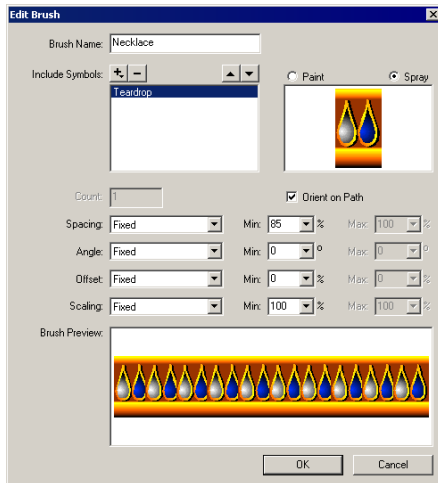 Edit Brush
Brush Name: Necklace
Include Symbols:
Paint Spray
Teardrop
Count: 1 Orient on Path
Spacing: Fixed Min: 85 % Max: 100 %
Angle: Fixed Min: 0 ° Max: 0 °
Offset: Fixed Min: 0 % Max: 0 %
Scaling: Fixed Min: 100 % Max: 100 %
Brush Preview:
OK Cancel